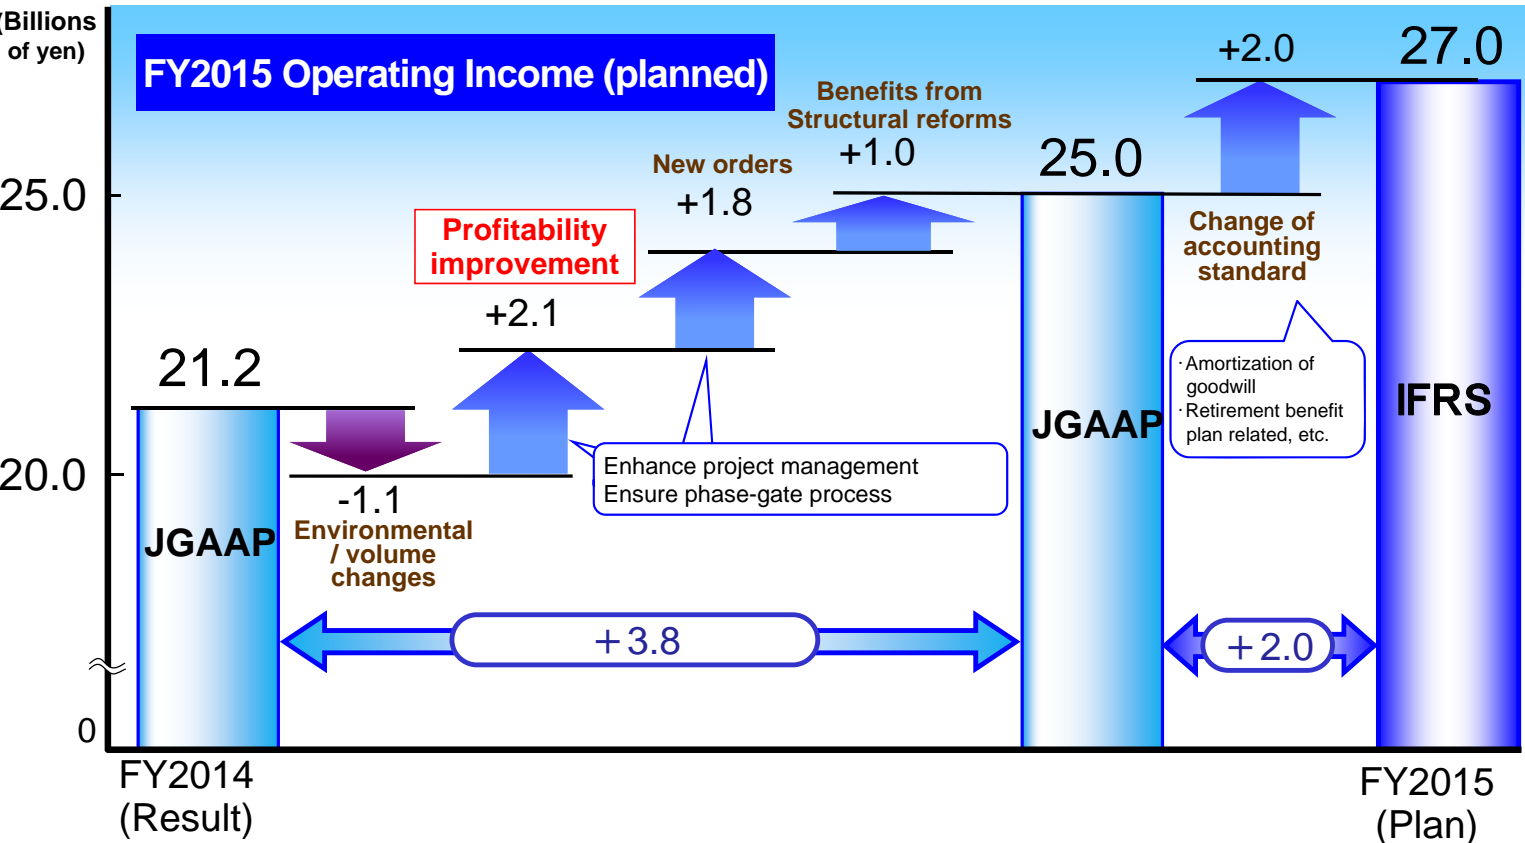 (Billions
of yen)
FY2015 Operating Income (planned)
+2.0
27.0
Benefits from
Structural reforms
+1.0
25.0
New orders
+1.8
25.0
Profitability
improvement
+2.1
Change of
accounting
standard
21.2
· Amortization of
goodwill
· Retirement benefit
plan related, etc.
IFRS
JGAAP
20.0
Enhance project management
Ensure phase-gate process
-1.1
Environmental
/ volume
changes
JGAAP
+3.8
+2.0
0
FY2014
(Result)
FY2015
(Plan)